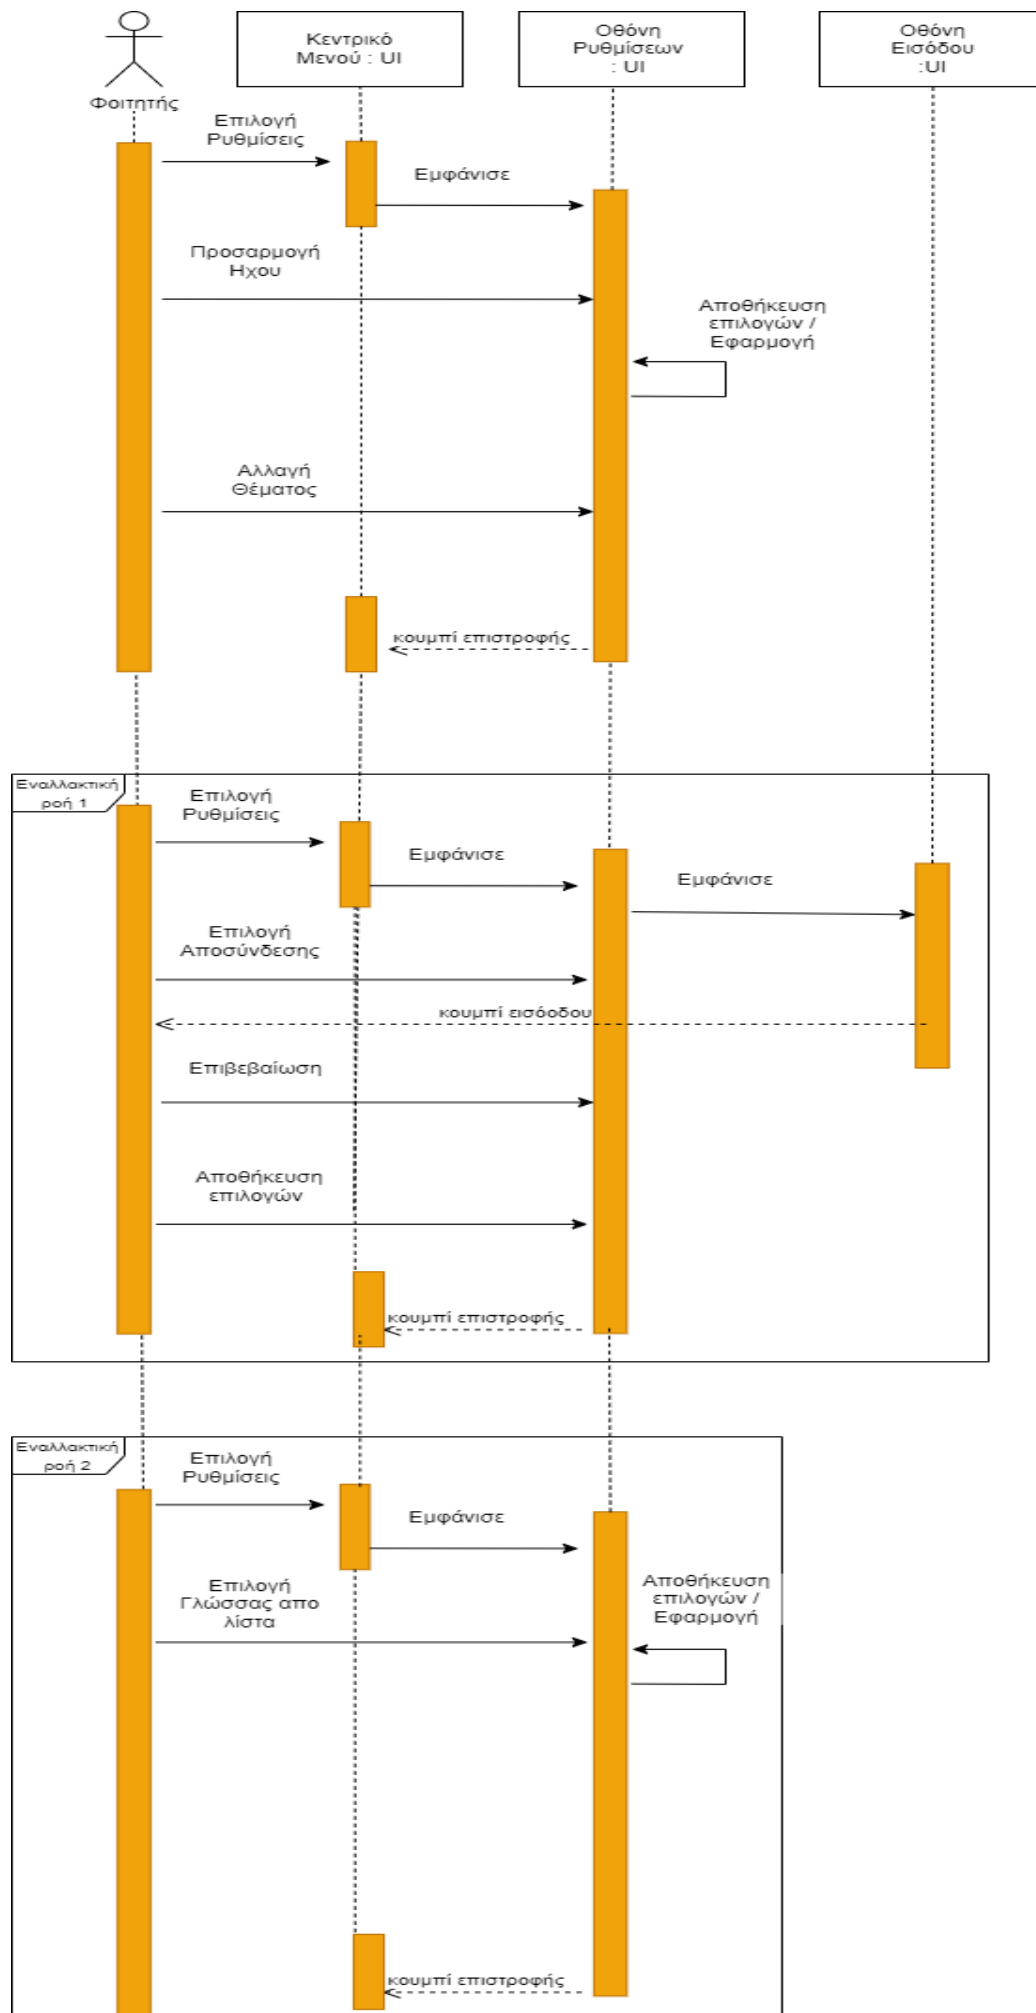 Φοιτητής
Κεντρικό
Μενού : UI
Οθόνη
Ρυθμίσεων
: UI
Οθόνη
Εισόδου
:UI
Επιλογή
Ρυθμίσεις
Εμφάνισε
Προσαρμογή
Ηχου
Αποθήκευση
επιλογών /
Εφαρμογή
Αλλαγή
Θέματος
κουμπί επιστροφής
Εναλλακτική
ροή 1
Επιλογή
Ρυθμίσεις
Εμφάνισε
Εμφάνισε
Επιλογή
Αποσύνδεσης
κουμπί εισόοδου
Επιβεβαίωση
Αποθήκευση
επιλογών
κουμπί επιστροφής
Εναλλακτική
ροή 2
Επιλογή
Ρυθμίσεις
Εμφάνισε
Επιλογή
Γλώσσας απο
λίστα
Αποθήκευση
επιλογών /
Εφαρμογή
κουμπί επιστροφής